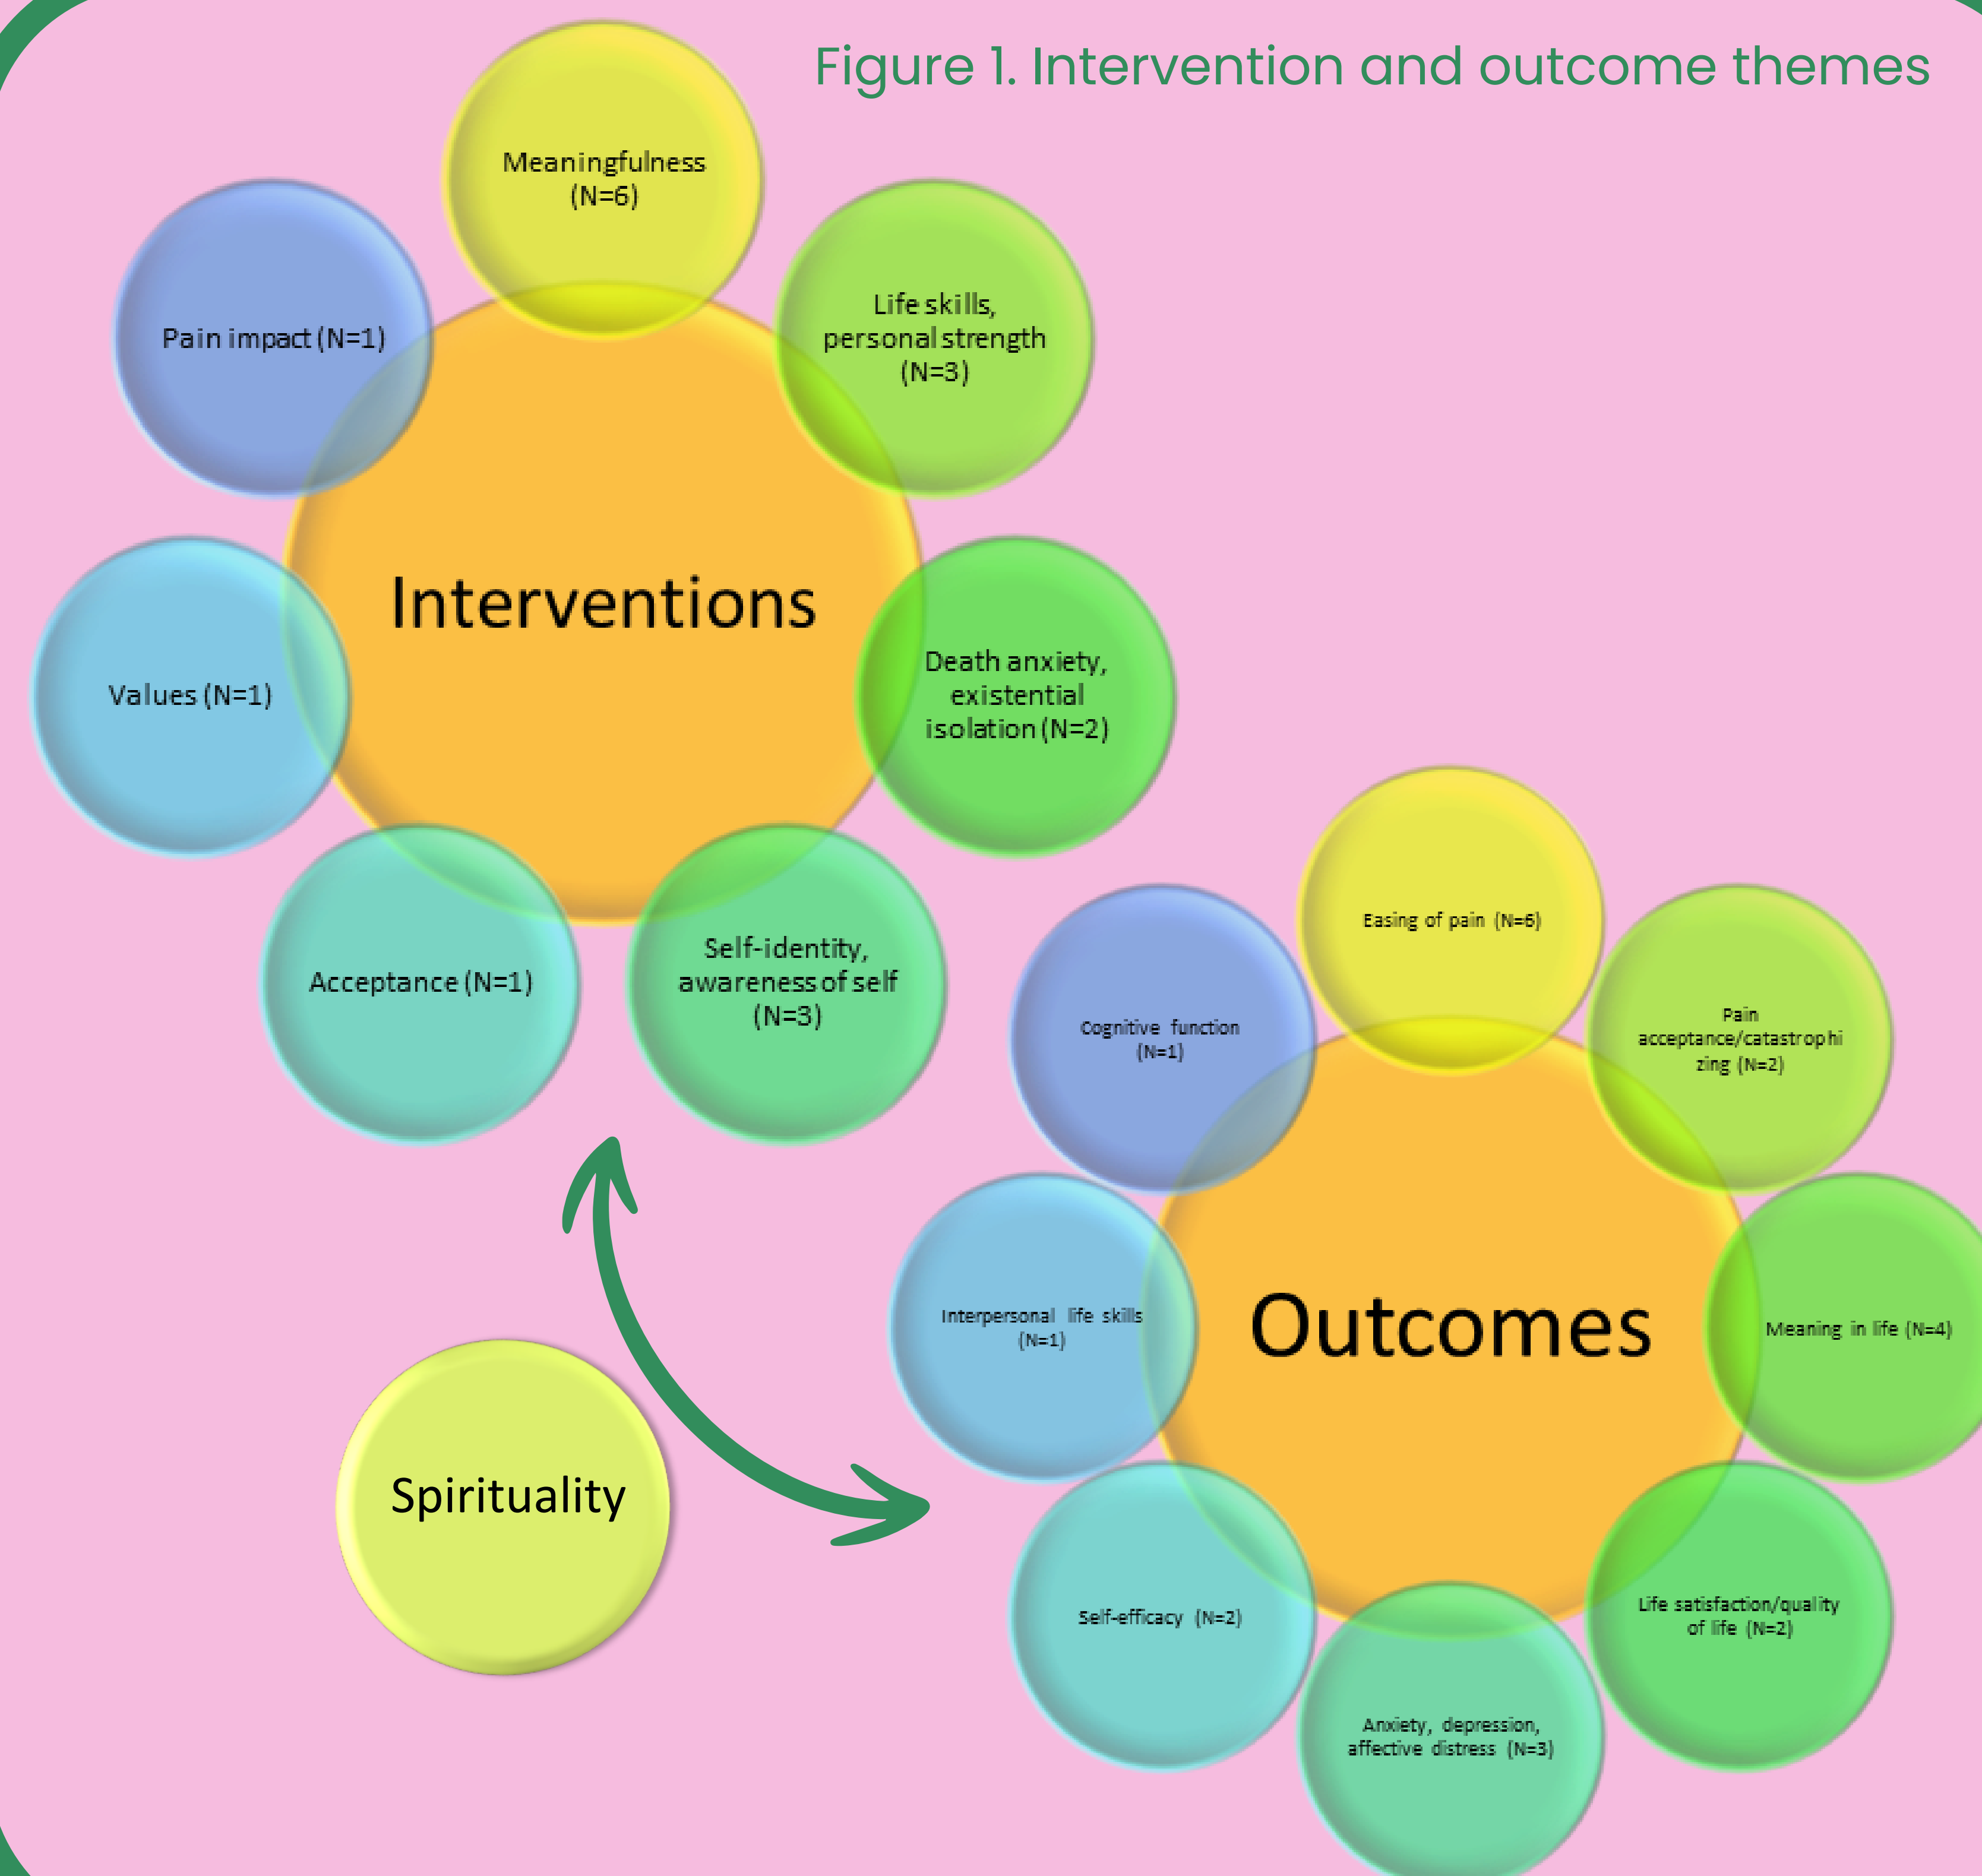 Figure 1. Intervention and outcome themes
Meaningfulness
(N=6)
Life skills,
personal strength
(N=3)
Death anxiety,
existential
isolation (N=2)
Self-identity,
awareness of self
(N=3)
Acceptance (N=1)
Values (N=1)
Pain impact (N=1)
Interventions
Easing of pain (N=6)
Pain
acceptance/catastrophi
zing (N=2)
Meaning in life (N=4)
Life satisfaction/quality
of life (N=2)
Anxiety, depression,
affective distress (N=3)
Self-efficacy (N=2)
Interpersonal life skills
(N=1)
Cognitive function
(N=1)
Outcomes
Spirituality